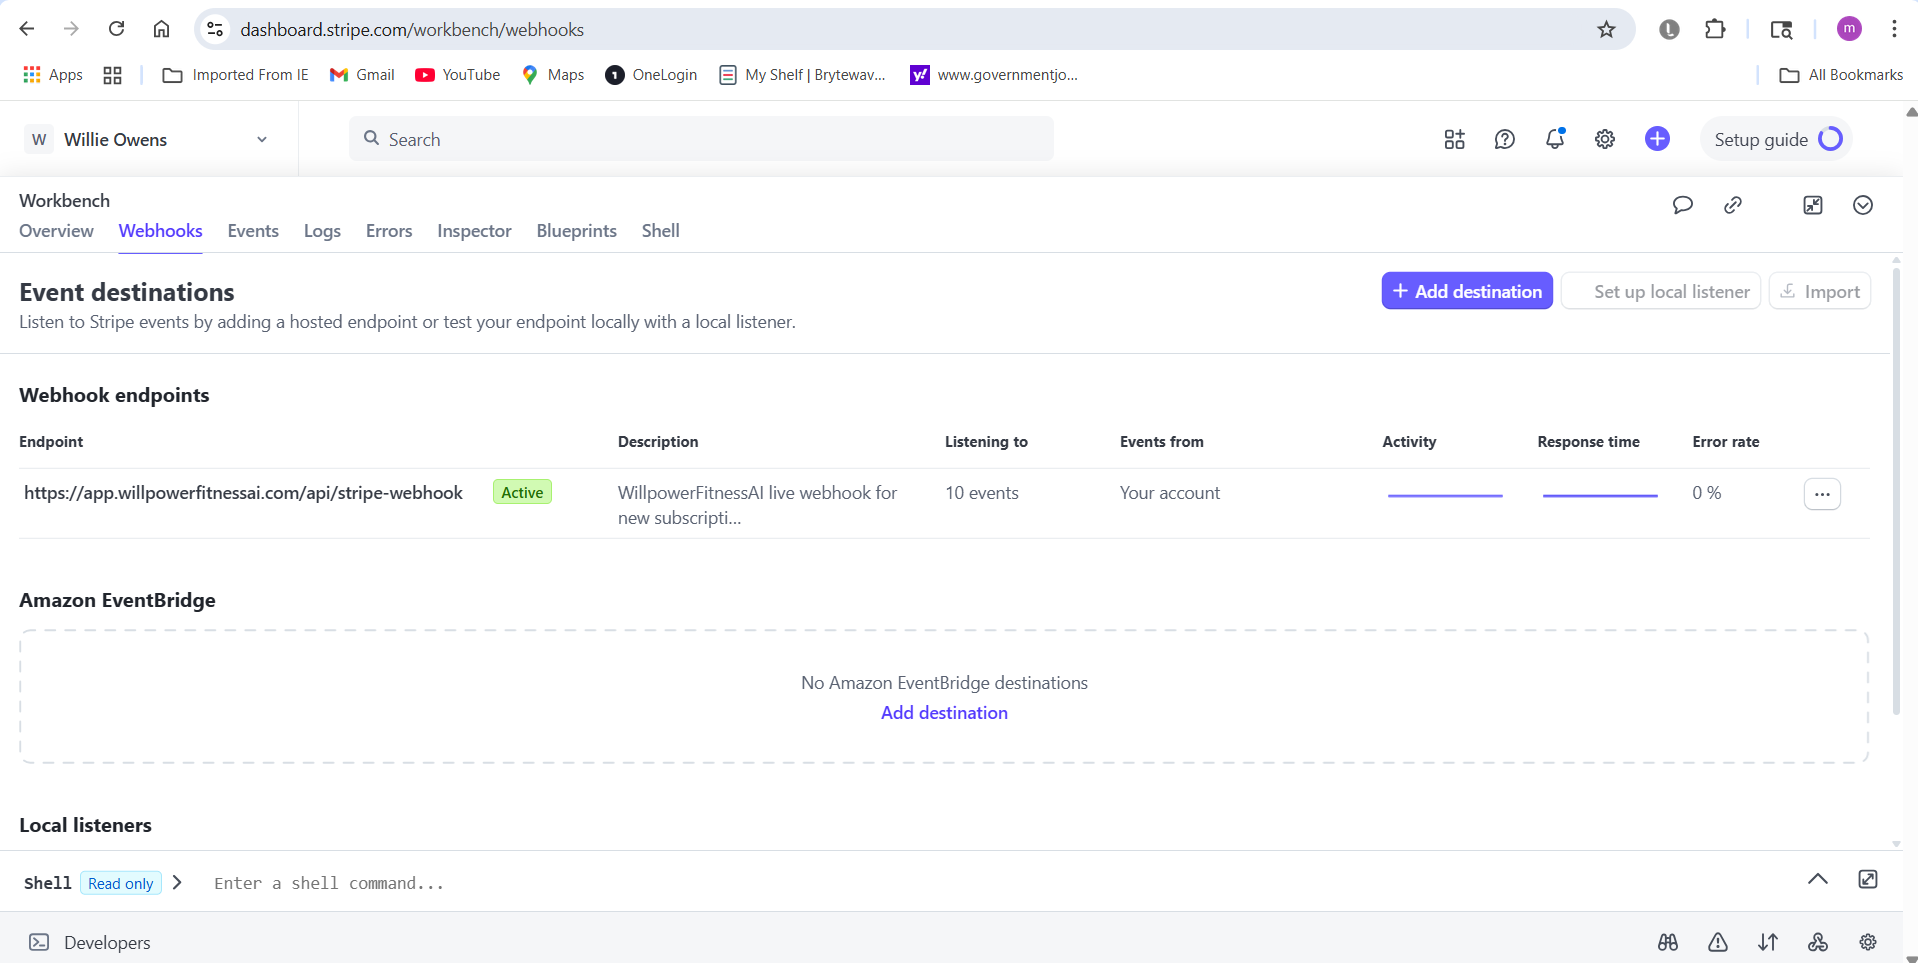 dashboard.stripe.com/workbench/webhooks
L
m
Apps
Imported From IE
Gmail
YouTube
Maps
1 OneLogin
My Shelf | Brytewav...
y! www.governmentjo...
All Bookmarks
W Willie Owens
Search
Setup guide
Workbench
Overview Webhooks Events Logs Errors Inspector Blueprints Shell
Event destinations
+ Add destination
Set up local listener
Import
Listen to Stripe events by adding a hosted endpoint or test your endpoint locally with a local listener.
Webhook endpoints
Endpoint Description Listening to Events from Activity Response time Error rate
https://app.willpowerfitnessai.com/api/stripe-webhook Active WillpowerFitnessAI live webhook for 10 events Your account 0 % ...
new subscripti...
Amazon EventBridge
No Amazon EventBridge destinations
Add destination
Local listeners
Shell Read only Enter a shell command...
Developers